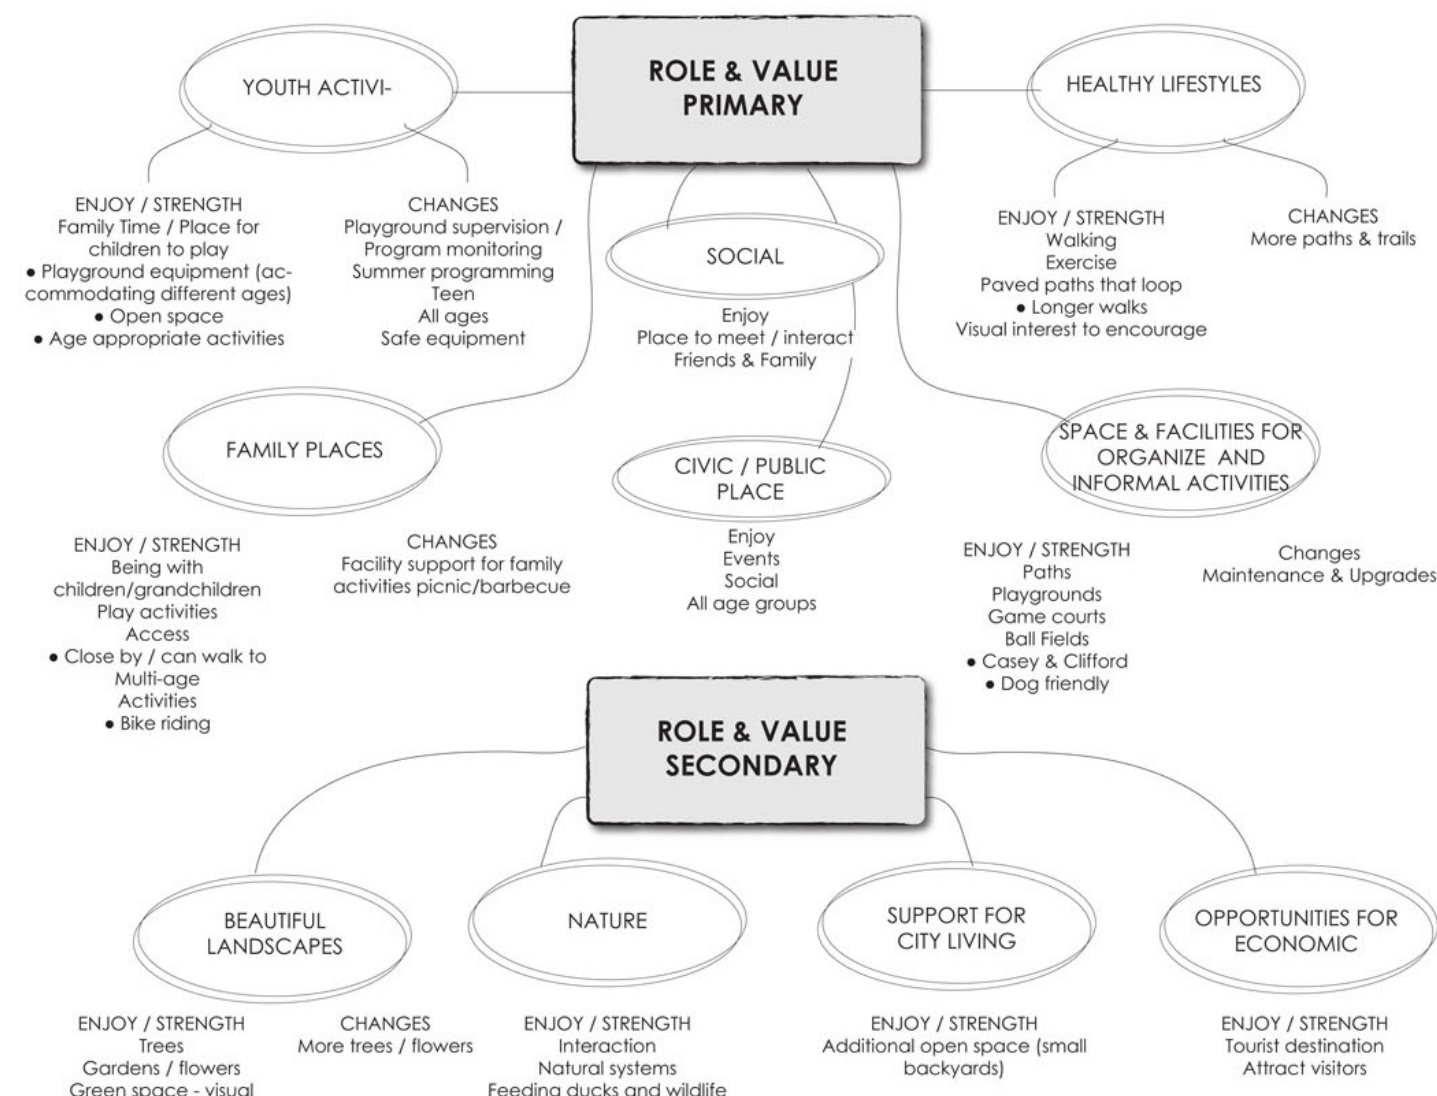 ROLE & VALUE
PRIMARY
YOUTH ACTIVI-
ENJOY / STRENGTH
Family Time / Place for
children to play
● Playground equipment (ac-
commodating different ages)
● Open space
● Age appropriate activities
CHANGES
Playground supervision /
Program monitoring
Summer programming
Teen
All ages
Safe equipment
SOCIAL
Enjoy
Place to meet / interact
Friends & Family
HEALTHY LIFESTYLES
ENJOY / STRENGTH
Walking
Exercise
Paved paths that loop
● Longer walks
Visual interest to encourage
CHANGES
More paths & trails
FAMILY PLACES
ENJOY / STRENGTH
Being with
children/grandchildren
Play activities
Access
● Close by / can walk to
Multi-age
Activities
● Bike riding
CHANGES
Facility support for family
activities picnic/barbecue
CIVIC / PUBLIC
PLACE
Enjoy
Events
Social
All age groups
SPACE & FACILITIES FOR
ORGANIZE AND
INFORMAL ACTIVITIES
ENJOY / STRENGTH
Paths
Playgrounds
Game courts
Ball Fields
● Casey & Clifford
● Dog friendly
Changes
Maintenance & Upgrades
ROLE & VALUE
SECONDARY
BEAUTIFUL
LANDSCAPES
ENJOY / STRENGTH
Trees
Gardens / flowers
Green space - visual
CHANGES
More trees / flowers
NATURE
ENJOY / STRENGTH
Interaction
Natural systems
Feeding ducks and wildlife
SUPPORT FOR
CITY LIVING
ENJOY / STRENGTH
Additional open space (small
backyards)
OPPORTUNITIES FOR
ECONOMIC
ENJOY / STRENGTH
Tourist destination
Attract visitors